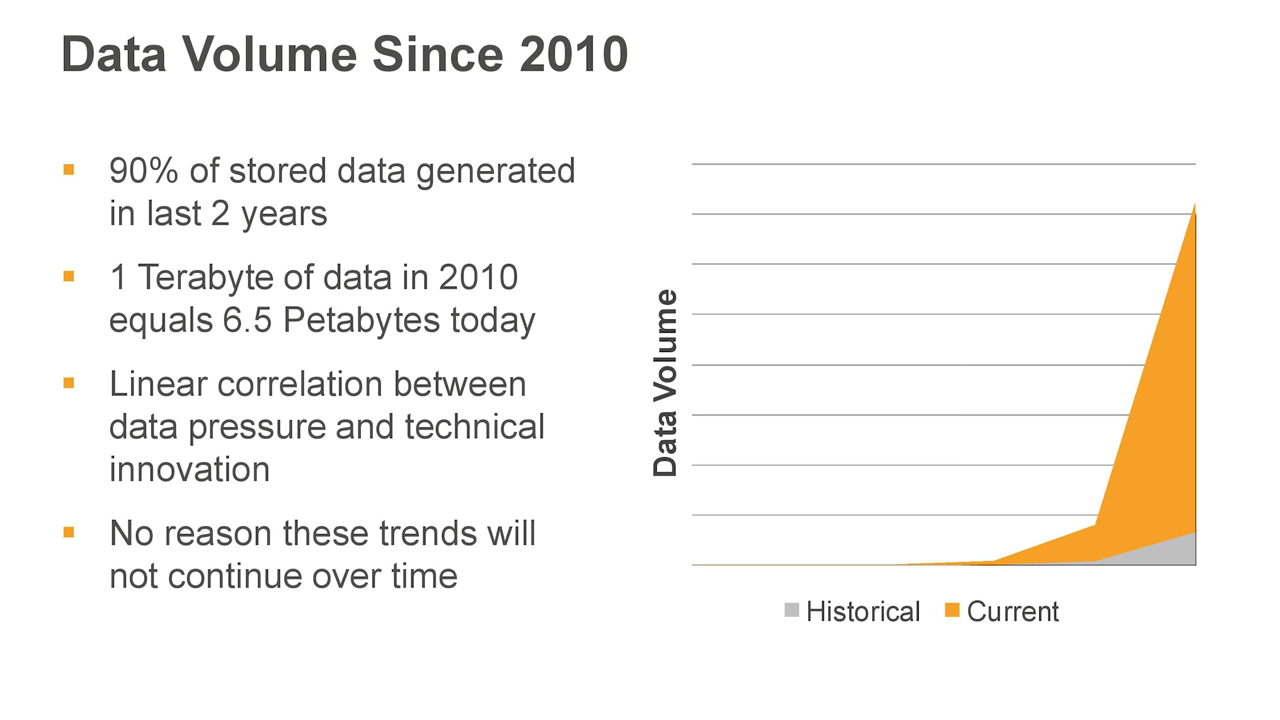 Data Volume Since 2010
90% of stored data generated
in last 2 years
1 Terabyte of data in 2010
equals 6.5 Petabytes today
Linear correlation between
data pressure and technical
innovation
No reason these trends will
not continue over time
Data Volume
Historical
Current